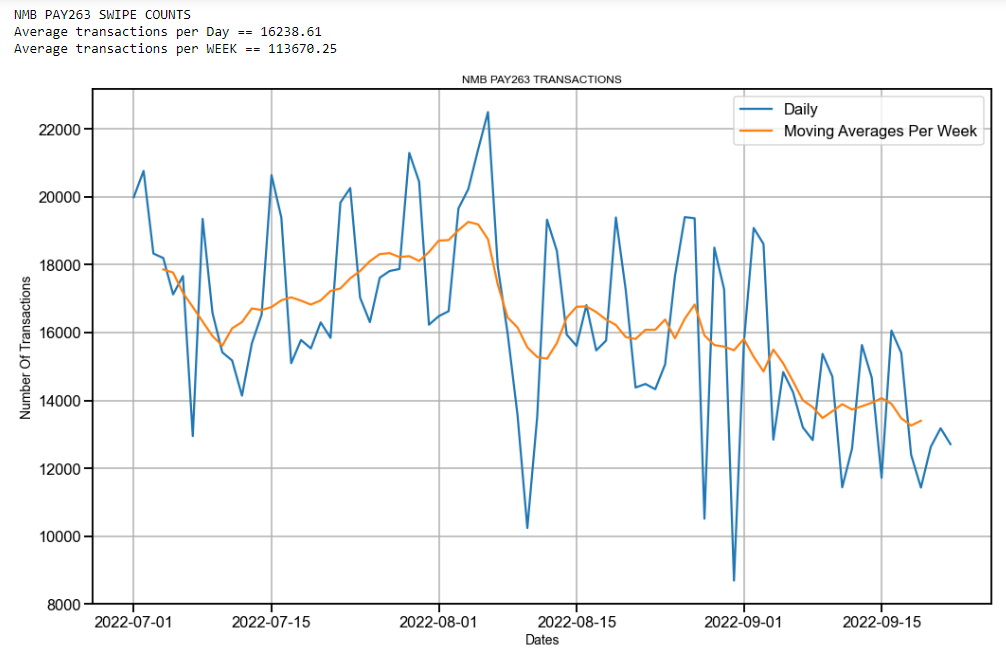 NMB PAY263 SWIPE COUNTS
Average transactions per Day == 16238.61
Average transactions per WEEK == 113670.25
NMB PAY263 TRANSACTIONS
Daily
Moving Averages Per Week
Number Of Transactions
22000
20000
18000
16000
14000
12000
10000
8000
2022-07-01 2022-07-15 2022-08-01 2022-08-15 2022-09-01 2022-09-15
Dates